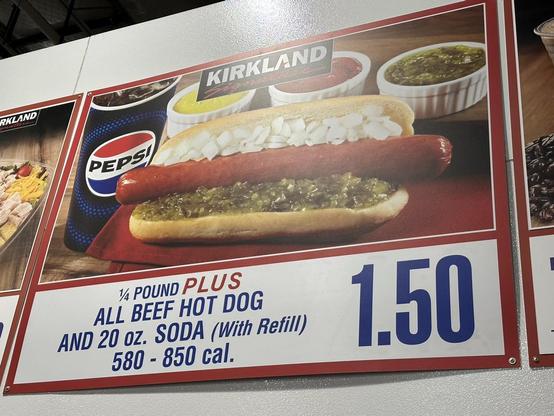 KIRKLAND
KIRKLAND
PEPSI
¼ POUND PLUS
ALL BEEF HOT DOG
AND 20 oz. SODA (With Refill)
580 - 850 cal.
1.50